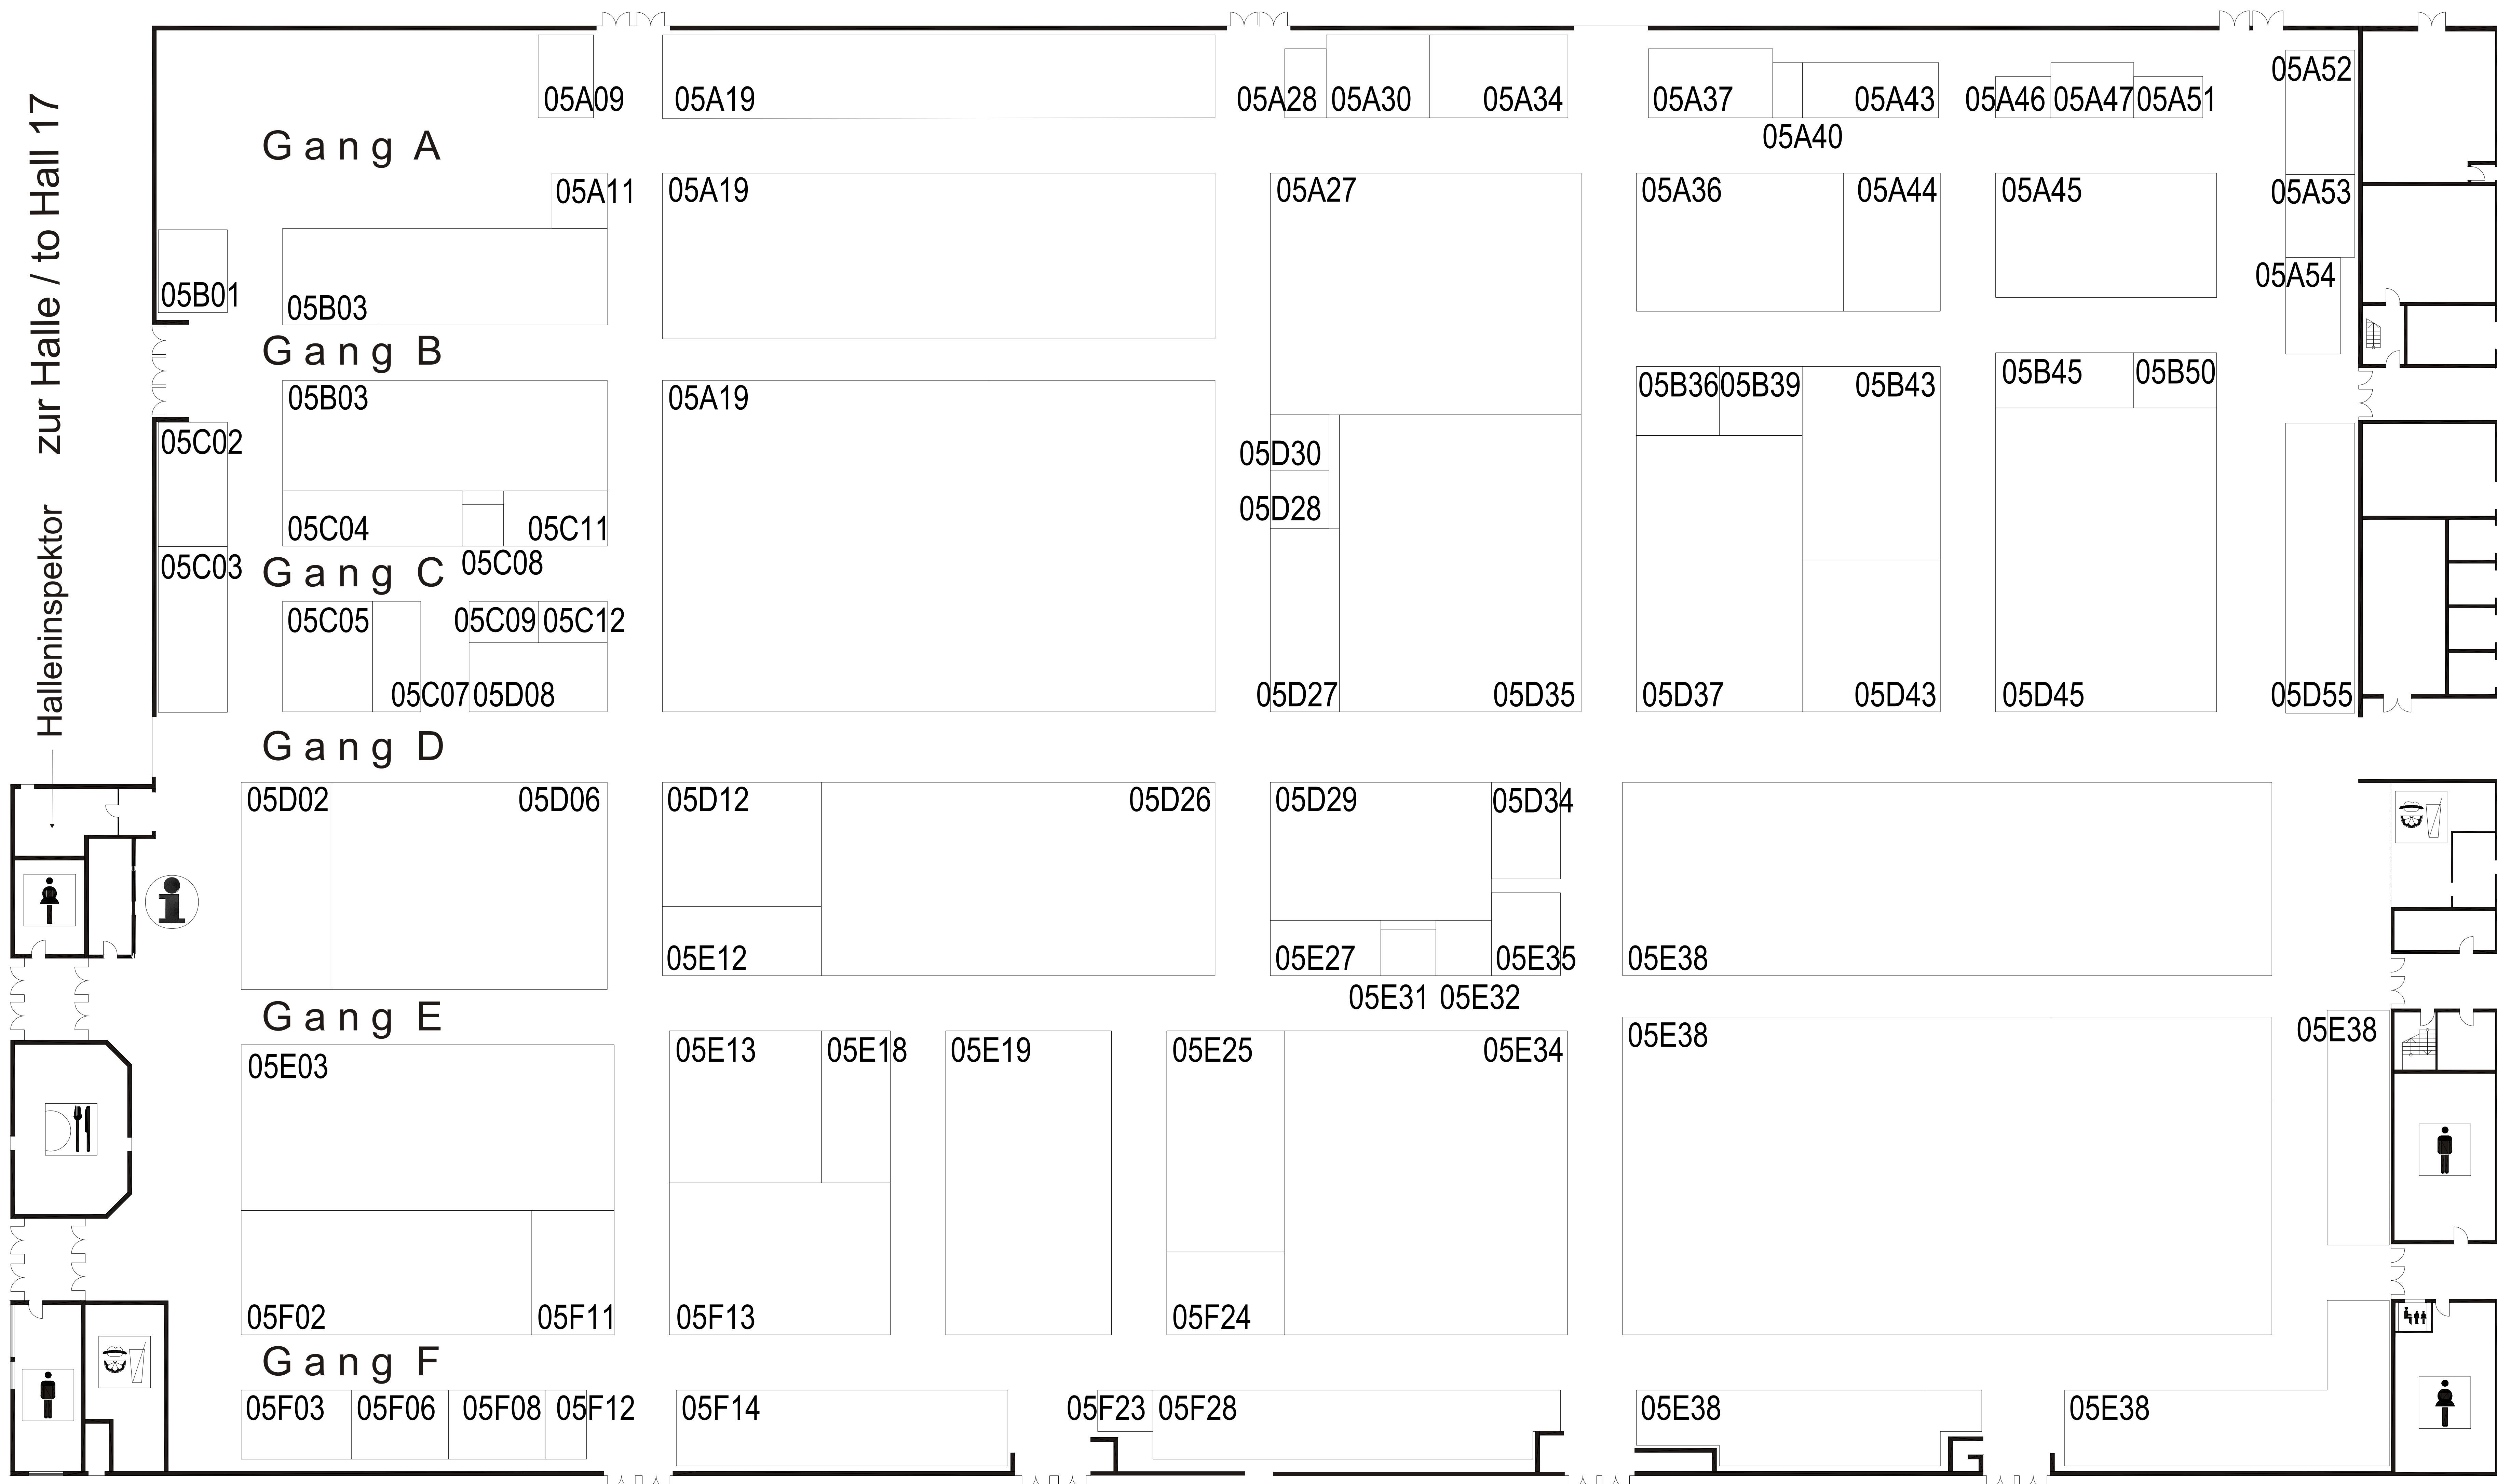 zur Halle / to Hall 17
Halleninspektor
05A09
05A19
05A28
05A30
05A34
05A37
05A40
05A43
05A46
05A47
05A51
05A52
Gang A
05A11
05A19
05A27
05A36
05A44
05A45
05A53
05A54
05B01
05B03
Gang B
05B03
05A19
05B36
05B39
05B43
05B45
05B50
05C02
05D30
05D28
05C04
05C11
05C08
05C03
Gang C
05C05
05C09
05C12
05C07
05D08
05D27
05D35
05D37
05D43
05D45
05D55
Gang D
05D02
05D06
05D12
05D26
05D29
05D34
05E12
05E27
05E35
05E38
05E31
05E32
Gang E
05E03
05E13
05E18
05E19
05E25
05E34
05E38
05E38
05F02
05F11
05F13
05F24
Gang F
05F03
05F06
05F08
05F12
05F14
05F23
05F28
05E38
05E38